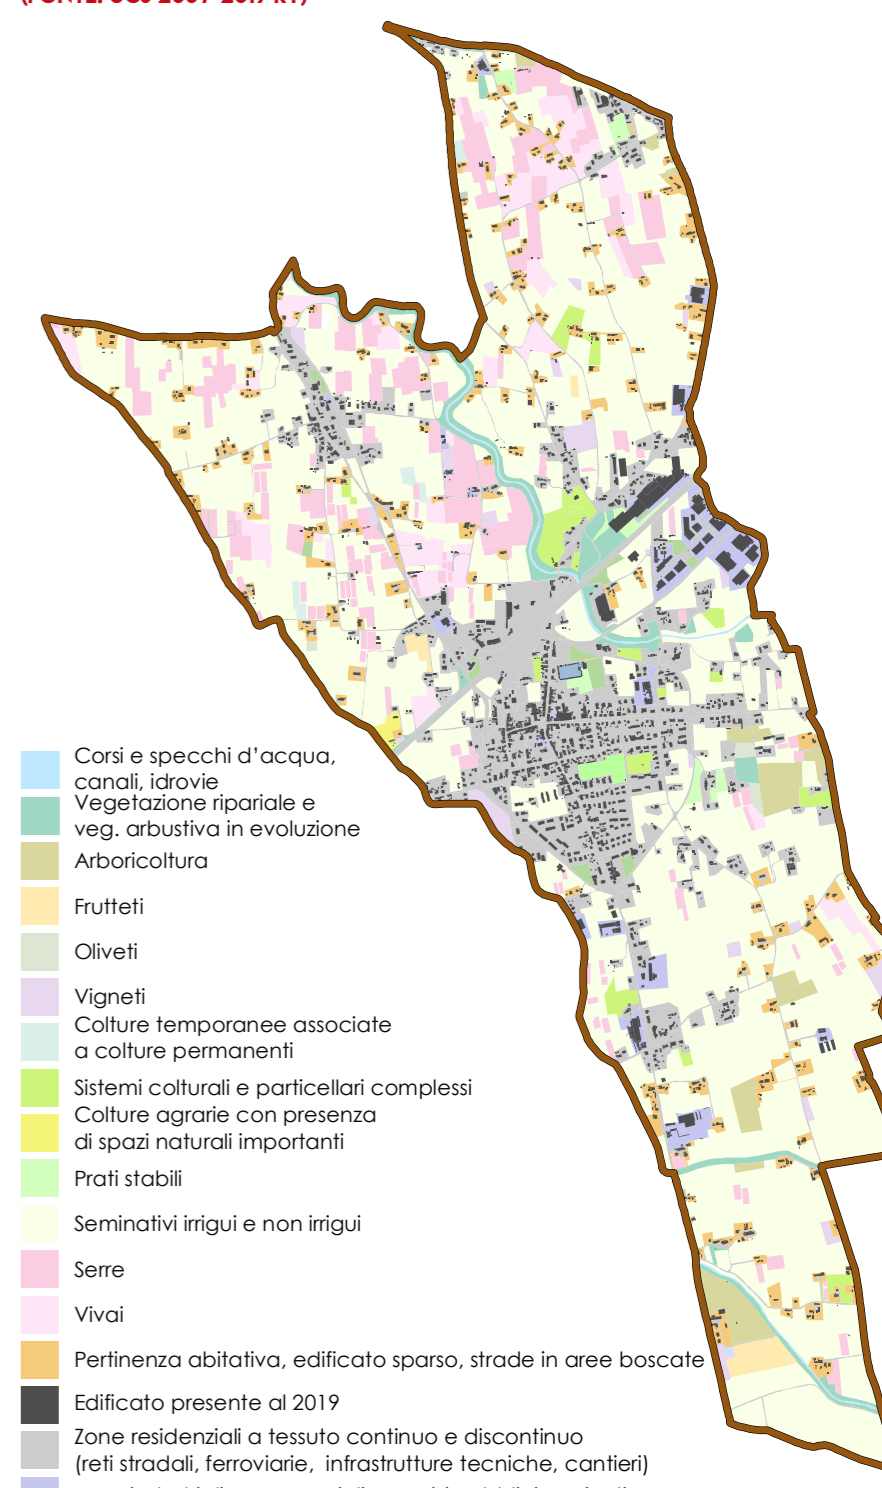 Corsi e specchi d'acqua,
canali, idrovie
Vegetazione ripariale e
veg. arbustiva in evoluzione
Arboricoltura
Frutteti
Oliveti
Vigneti
Colture temporanee associate
a colture permanenti
Sistemi colturali e particellari complessi
Colture agrarie con presenza
di spazi naturali importanti
Prati stabili
Seminativi irrigui e non irrigui
Serre
Vivai
Pertinenza abitativa, edificato sparso, strade in aree boscate
Edificato presente al 2019
Zone residenziali a tessuto continuo e discontinuo
(reti stradali, ferroviarie, infrastrutture tecniche, cantieri)